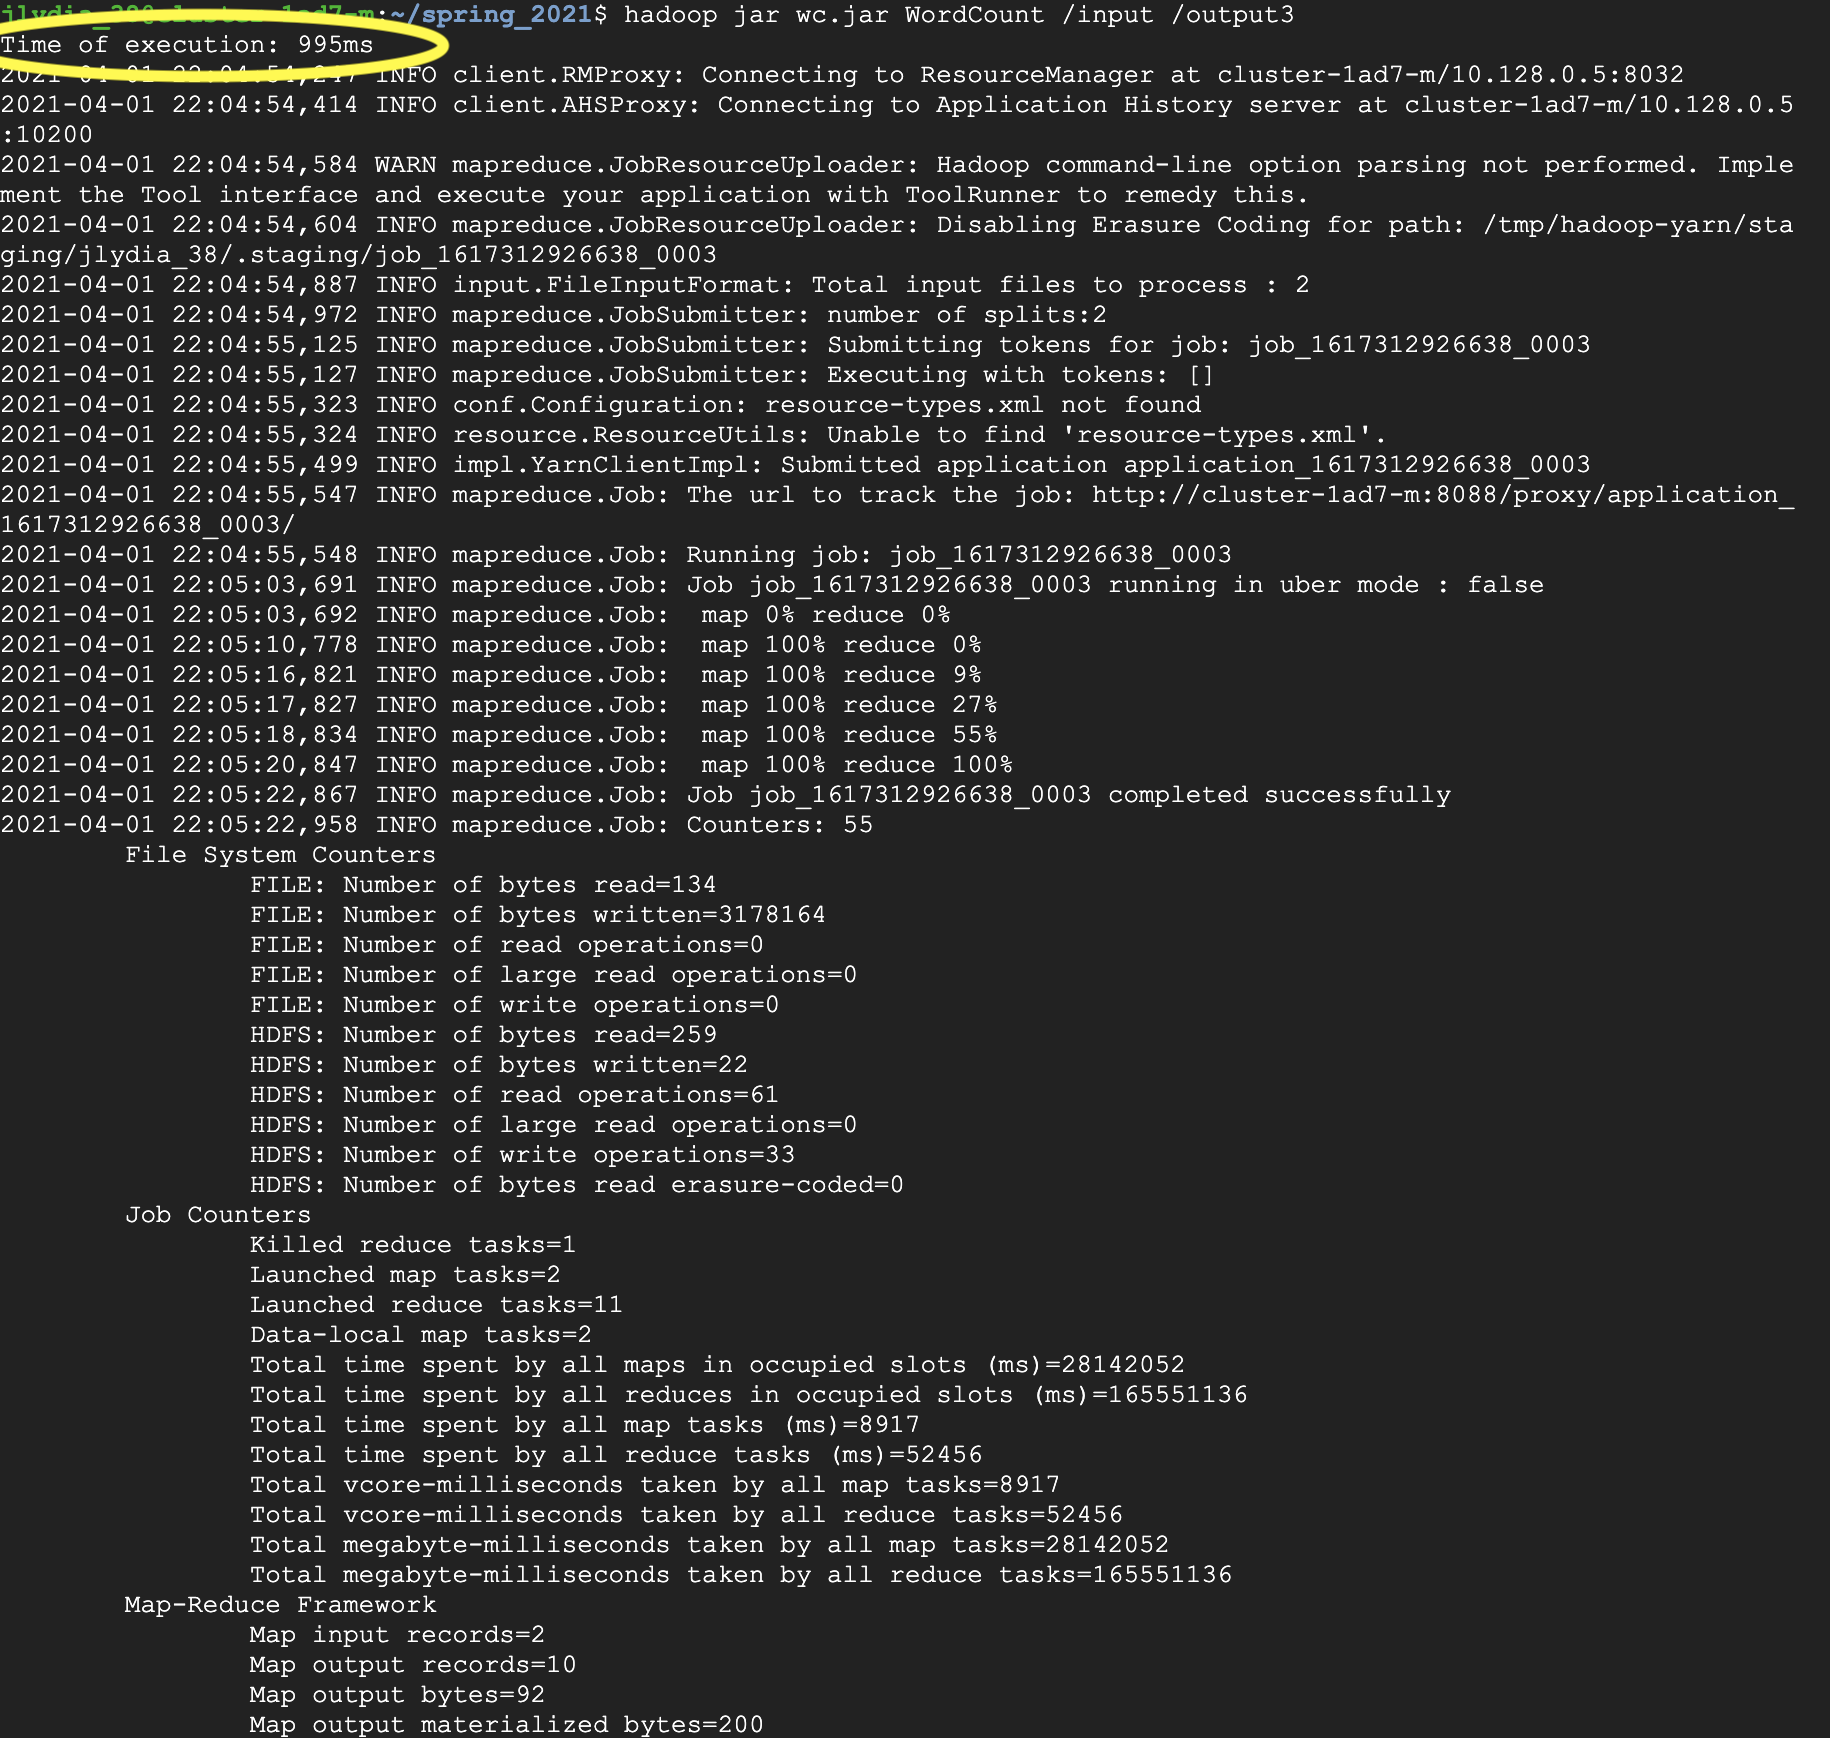 :~/spring_2021$ hadoop jar wc.jar WordCount /input /output3
Time of execution: 995ms
2021-04-01 22:04:54,247 INFO client.RMProxy: Connecting to ResourceManager at cluster-1ad7-m/10.128.0.5:8032
2021-04-01 22:04:54,414 INFO client.AHSProxy: Connecting to Application History server at cluster-1ad7-m/10.128.0.5
:10200
2021-04-01 22:04:54,584 WARN mapreduce.JobResourceUploader: Hadoop command-line option parsing not performed. Imple
ment the Tool interface and execute your application with ToolRunner to remedy this.
2021-04-01 22:04:54,604 INFO mapreduce.JobResourceUploader: Disabling Erasure Coding for path: /tmp/hadoop-yarn/sta
ging/jlydia_38/.staging/job_1617312926638_0003
2021-04-01 22:04:54,887 INFO input.FileInputFormat: Total input files to process : 2
2021-04-01 22:04:54,972 INFO mapreduce.JobSubmitter: number of splits:2
2021-04-01 22:04:55,125 INFO mapreduce.JobSubmitter: Submitting tokens for job: job_1617312926638_0003
2021-04-01 22:04:55,127 INFO mapreduce.JobSubmitter: Executing with tokens: []
2021-04-01 22:04:55,323 INFO conf.Configuration: resource-types.xml not found
2021-04-01 22:04:55,324 INFO resource.ResourceUtils: Unable to find 'resource-types.xml'.
2021-04-01 22:04:55,499 INFO impl.YarnClientImpl: Submitted application application_1617312926638_0003
2021-04-01 22:04:55,547 INFO mapreduce.Job: The url to track the job: http://cluster-1ad7-m:8088/proxy/application_
1617312926638_0003/
2021-04-01 22:04:55,548 INFO mapreduce.Job: Running job: job_1617312926638_0003
2021-04-01 22:05:03,691 INFO mapreduce.Job: Job job_1617312926638_0003 running in uber mode : false
2021-04-01 22:05:03,692 INFO mapreduce.Job:  map 0% reduce 0%
2021-04-01 22:05:10,778 INFO mapreduce.Job:  map 100% reduce 0%
2021-04-01 22:05:16,821 INFO mapreduce.Job:  map 100% reduce 9%
2021-04-01 22:05:17,827 INFO mapreduce.Job:  map 100% reduce 27%
2021-04-01 22:05:18,834 INFO mapreduce.Job:  map 100% reduce 55%
2021-04-01 22:05:20,847 INFO mapreduce.Job:  map 100% reduce 100%
2021-04-01 22:05:22,867 INFO mapreduce.Job: Job job_1617312926638_0003 completed successfully
2021-04-01 22:05:22,958 INFO mapreduce.Job: Counters: 55
File System Counters
FILE: Number of bytes read=134
FILE: Number of bytes written=3178164
FILE: Number of read operations=0
FILE: Number of large read operations=0
FILE: Number of write operations=0
HDFS: Number of bytes read=259
HDFS: Number of bytes written=22
HDFS: Number of read operations=61
HDFS: Number of large read operations=0
HDFS: Number of write operations=33
HDFS: Number of bytes read erasure-coded=0
Job Counters
Killed reduce tasks=1
Launched map tasks=2
Launched reduce tasks=11
Data-local map tasks=2
Total time spent by all maps in occupied slots (ms)=28142052
Total time spent by all reduces in occupied slots (ms)=165551136
Total time spent by all map tasks (ms)=8917
Total time spent by all reduce tasks (ms)=52456
Total vcore-milliseconds taken by all map tasks=8917
Total vcore-milliseconds taken by all reduce tasks=52456
Total megabyte-milliseconds taken by all map tasks=28142052
Total megabyte-milliseconds taken by all reduce tasks=165551136
Map-Reduce Framework
Map input records=2
Map output records=10
Map output bytes=92
Map output materialized bytes=200